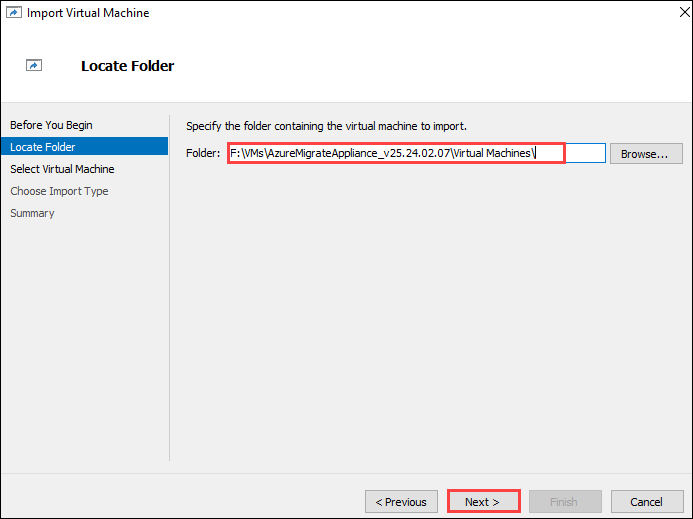 Import Virtual Machine
Locate Folder
Before You Begin
Locate Folder
Select Virtual Machine
Choose Import Type
Summary
Specify the folder containing the virtual machine to import.
Folder: F:\VMs\AzureMigrateAppliance_v25.24.02.07\Virtual Machines\ Browse...
< Previous Next > Finish Cancel